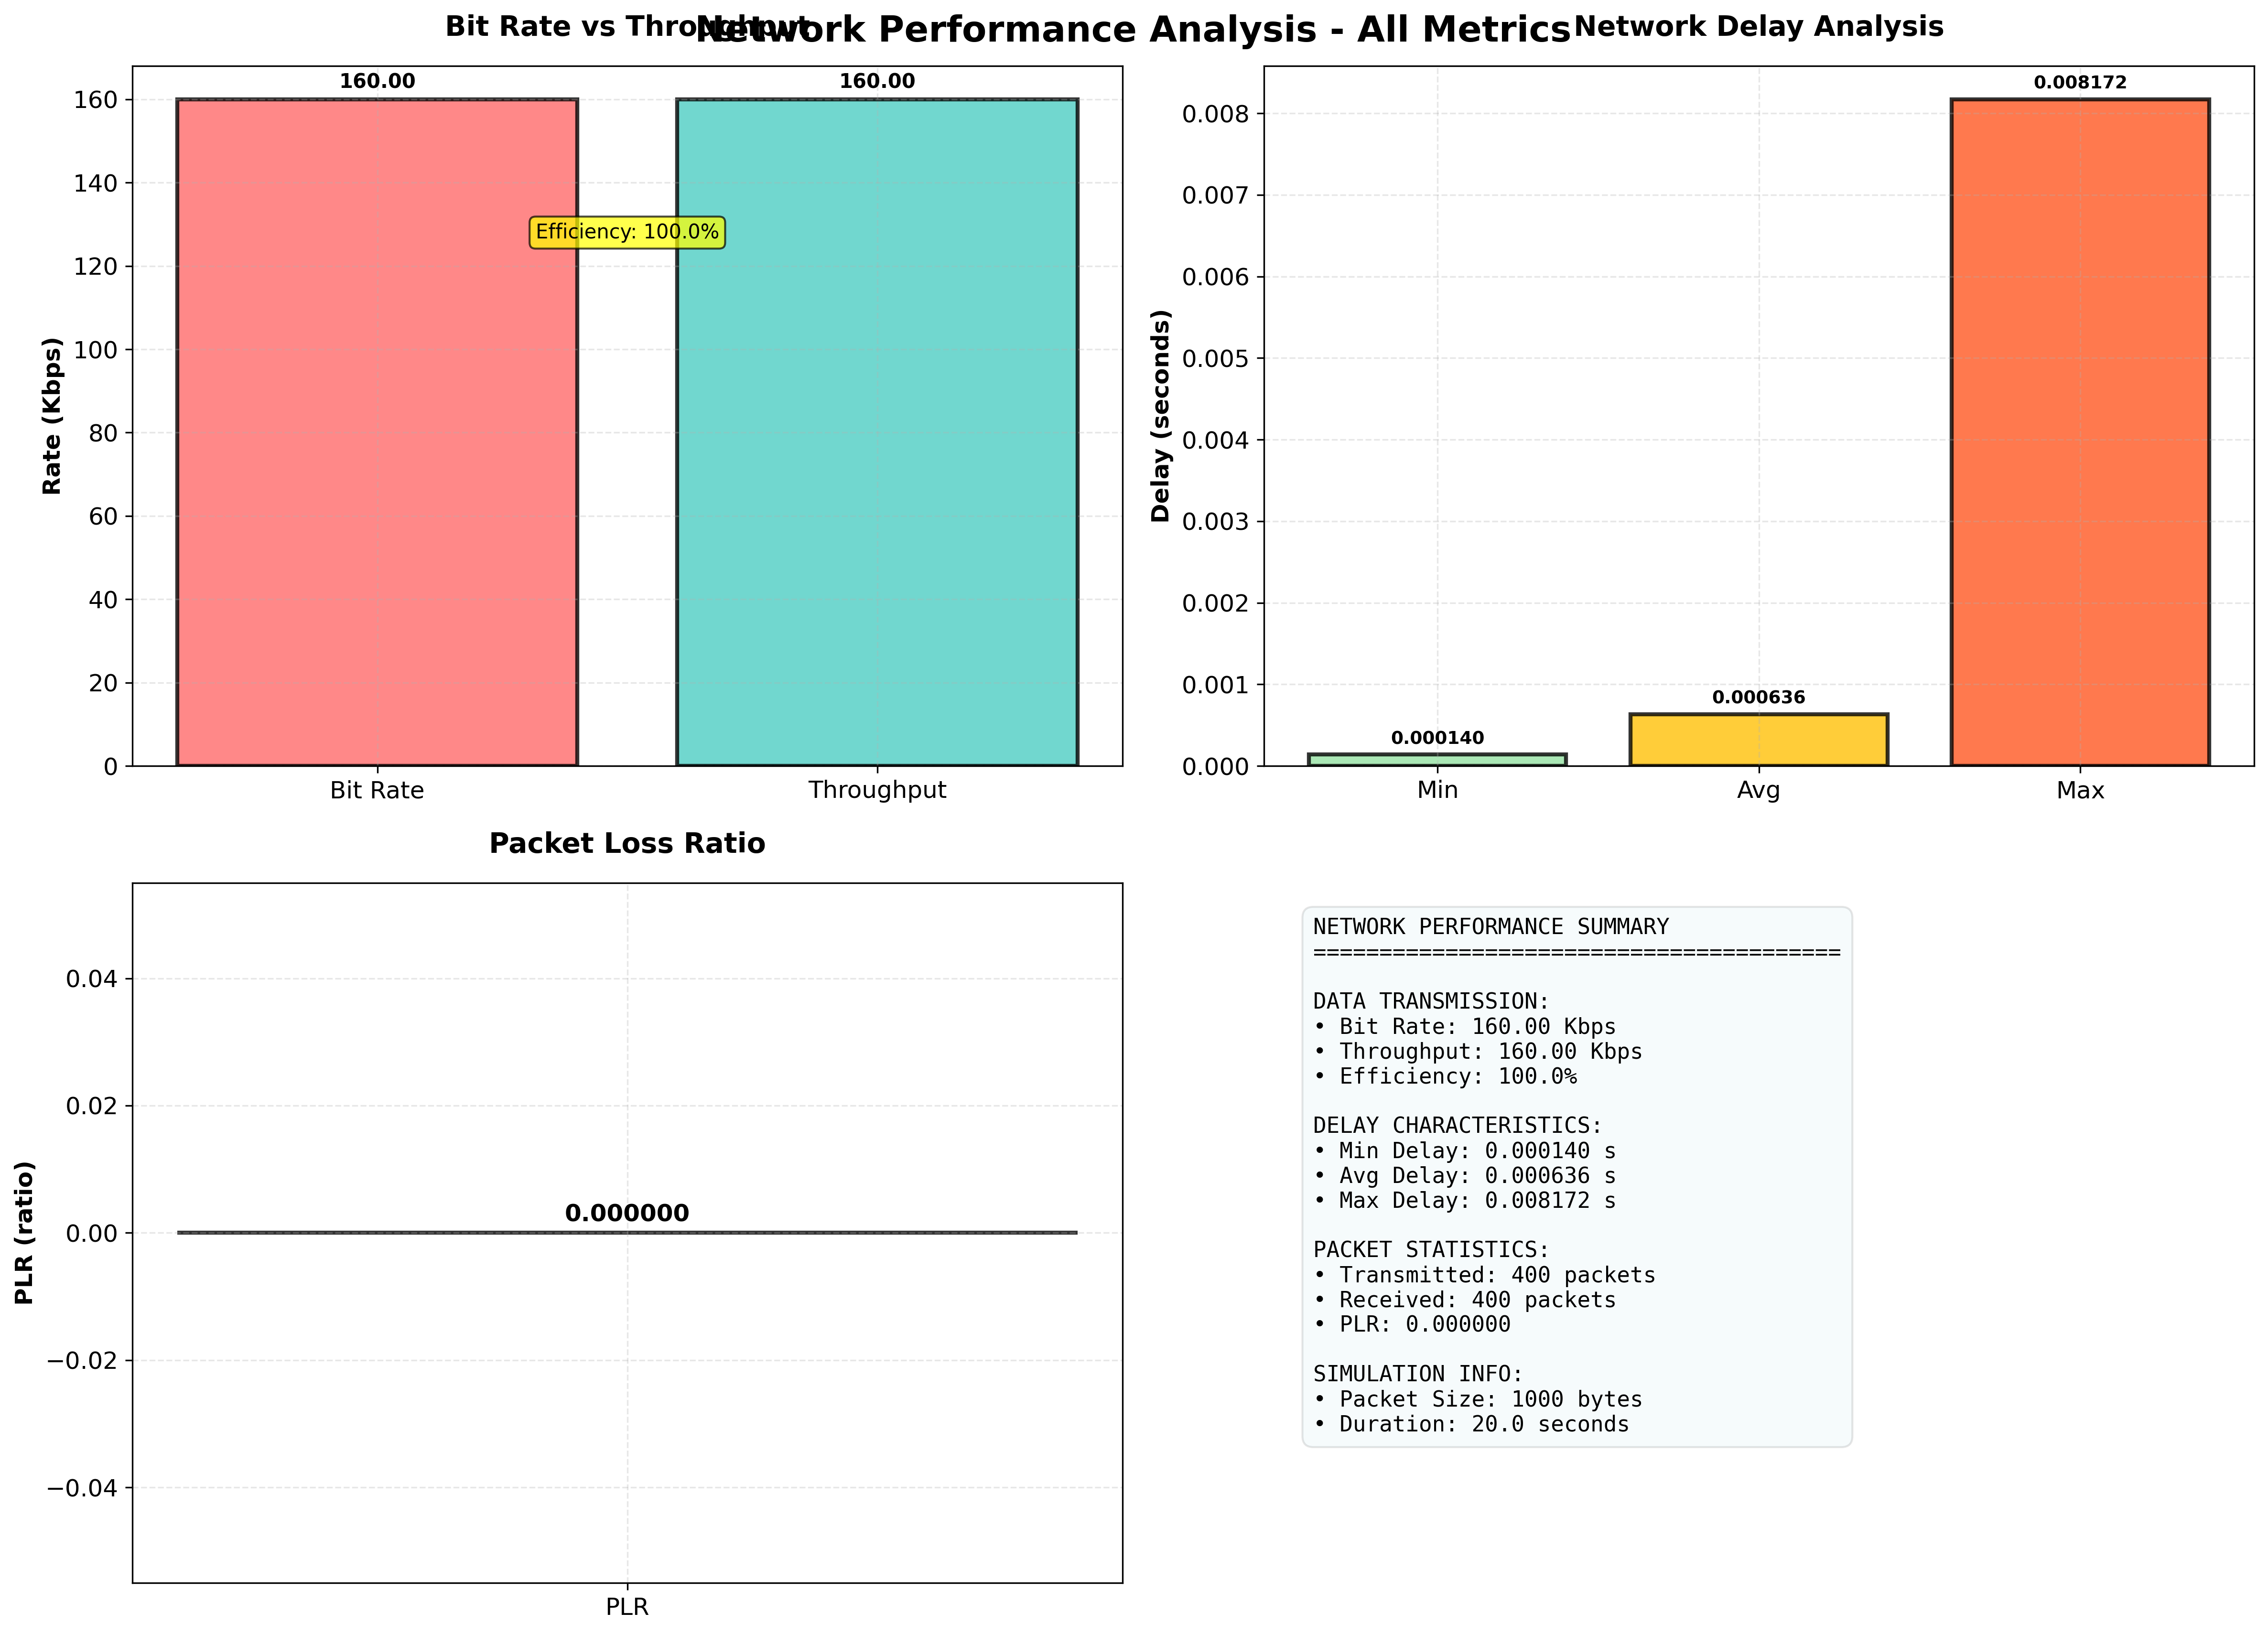 Network Performance Analysis - All Metrics
Bit Rate vs Throughput
Rate (Kbps)
160
140
120
100
80
60
40
20
0
160.00
160.00
Efficiency: 100.0%
Bit Rate
Throughput
Network Delay Analysis
Delay (seconds)
0.008
0.007
0.006
0.005
0.004
0.003
0.002
0.001
0.000
0.000140
0.000636
0.008172
Min
Avg
Max
Packet Loss Ratio
PLR (ratio)
0.04
0.02
0.00
−0.02
−0.04
0.000000
PLR
NETWORK PERFORMANCE SUMMARY
========================================
DATA TRANSMISSION:
• Bit Rate: 160.00 Kbps
• Throughput: 160.00 Kbps
• Efficiency: 100.0%
DELAY CHARACTERISTICS:
• Min Delay: 0.000140 s
• Avg Delay: 0.000636 s
• Max Delay: 0.008172 s
PACKET STATISTICS:
• Transmitted: 400 packets
• Received: 400 packets
• PLR: 0.000000
SIMULATION INFO:
• Packet Size: 1000 bytes
• Duration: 20.0 seconds